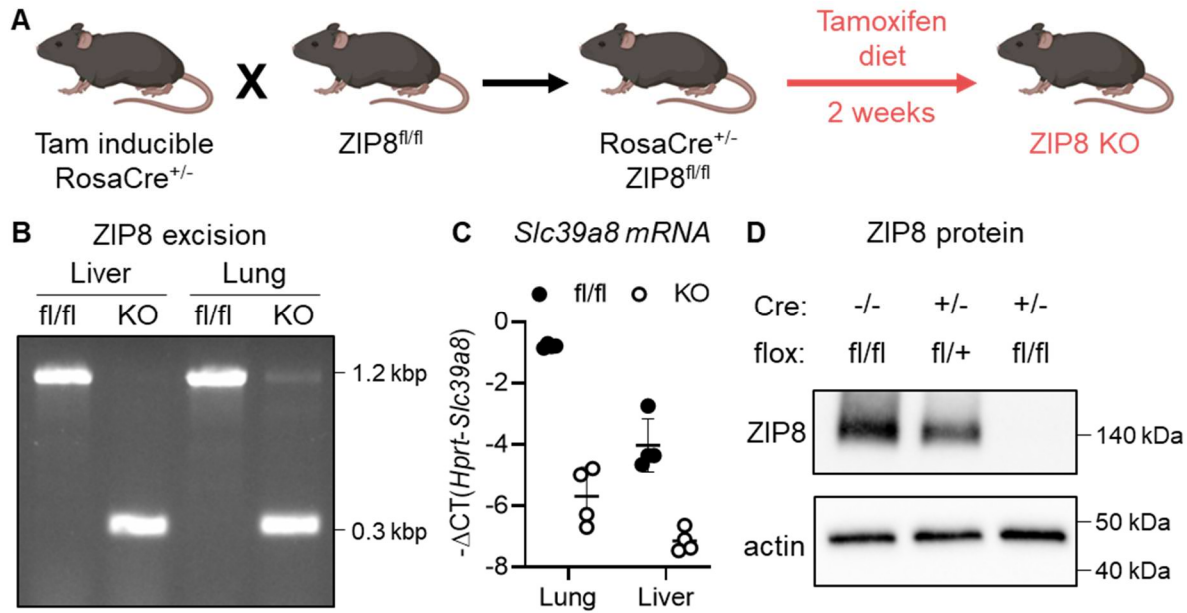 A
X
Tam inducible
RosaCre+/-
ZIP8fl/fl
RosaCre+/-
ZIP8fl/fl
Tamoxifen
diet
2 weeks
ZIP8 KO
B
ZIP8 excision
Liver Lung
fl/fl KO fl/fl KO
1.2 kbp
0.3 kbp
C
Slc39a8 mRNA
fl/fl KO
-ΔCT(Hprt-Slc39a8)
0
-2
-4
-6
-8
Lung Liver
D
ZIP8 protein
Cre: -/- +/- +/-
flox: fl/fl fl/+ fl/fl
ZIP8
140 kDa
actin
50 kDa
40 kDa